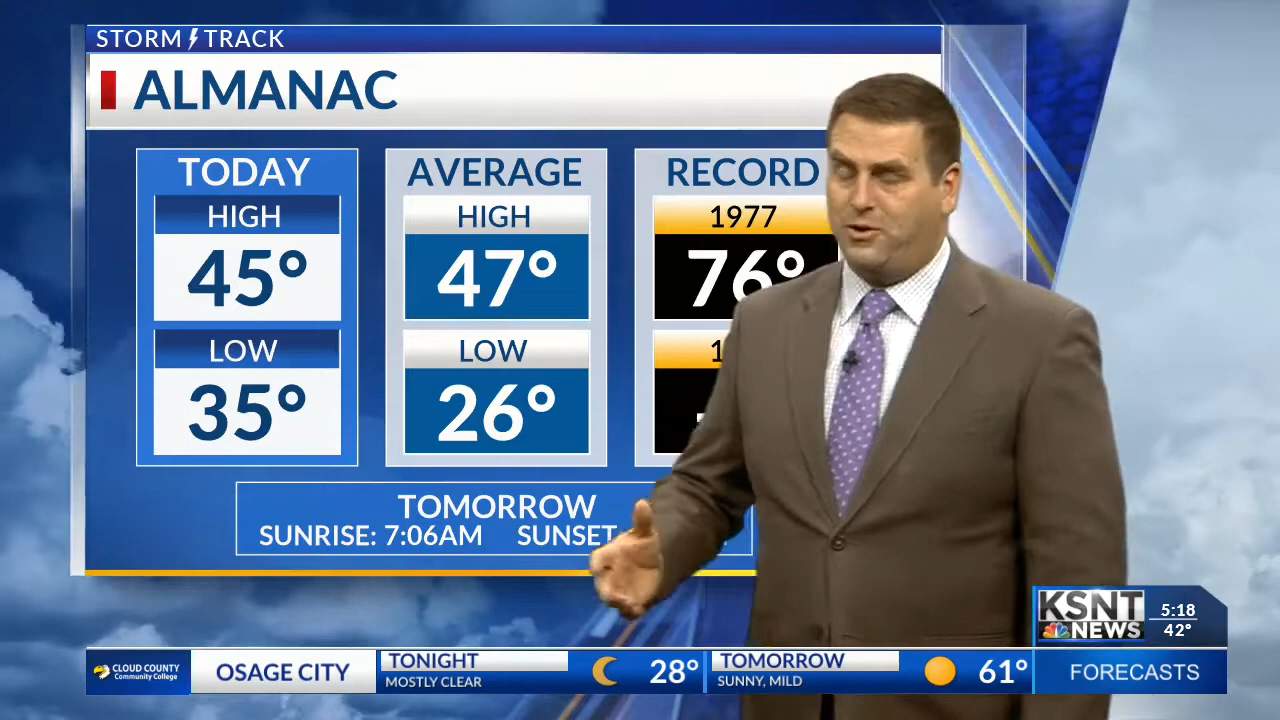 STORM TRACK
ALMANAC
TODAY
HIGH
45°
LOW
35°
AVERAGE
HIGH
47°
LOW
26°
RECORD
1977
76°
TOMORROW
SUNRISE: 7:06AM SUNSET
KSNT
NEWS
5:18
42°
CLOUD COUNTY
Community College
OSAGE CITY
TONIGHT
MOSTLY CLEAR
28°
TOMORROW
SUNNY, MILD
61°
FORECASTS